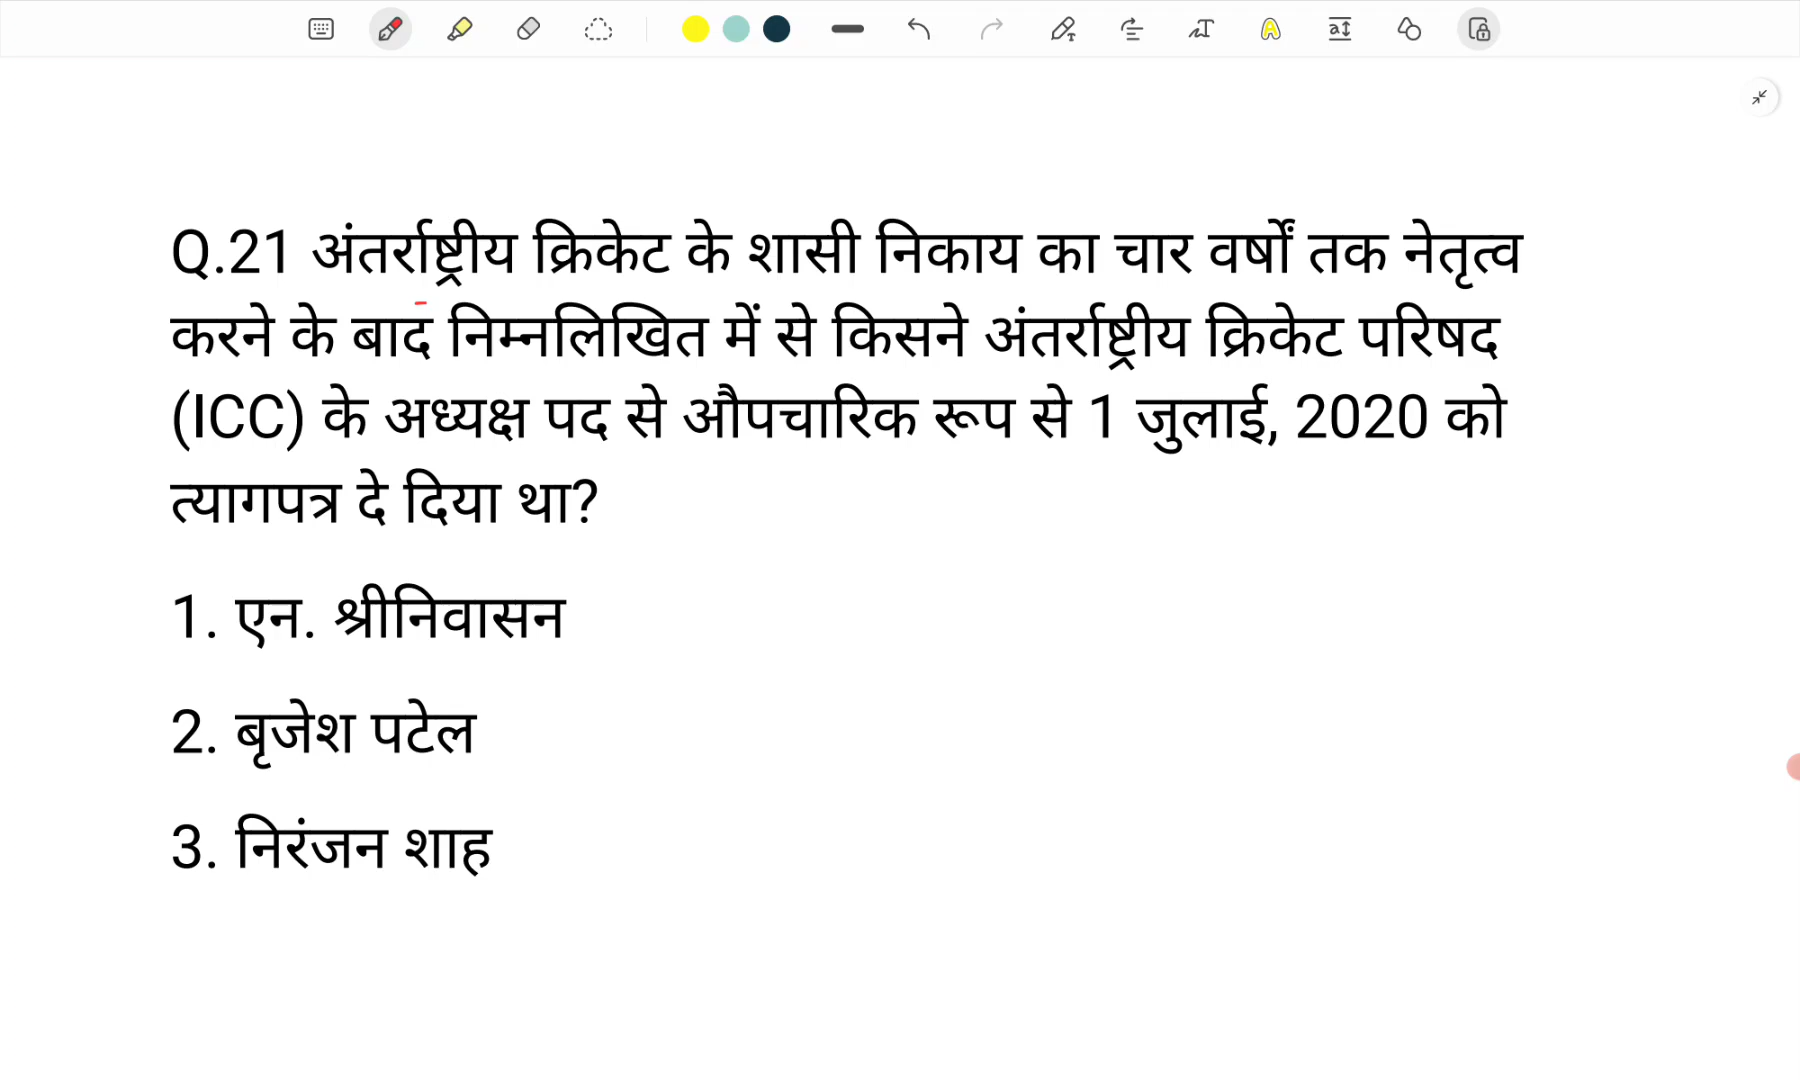 Q.21 अंतर्राष्ट्रीय क्रिकेट के शासी निकाय का चार वर्षों तक नेतृत्व
करने के बाद निम्नलिखित में से किसने अंतर्राष्ट्रीय क्रिकेट परिषद
(ICC) के अध्यक्ष पद से औपचारिक रूप से 1 जुलाई, 2020 को
त्यागपत्र दे दिया था?
1. एन. श्रीनिवासन
2. बृजेश पटेल
3. निरंजन शाह